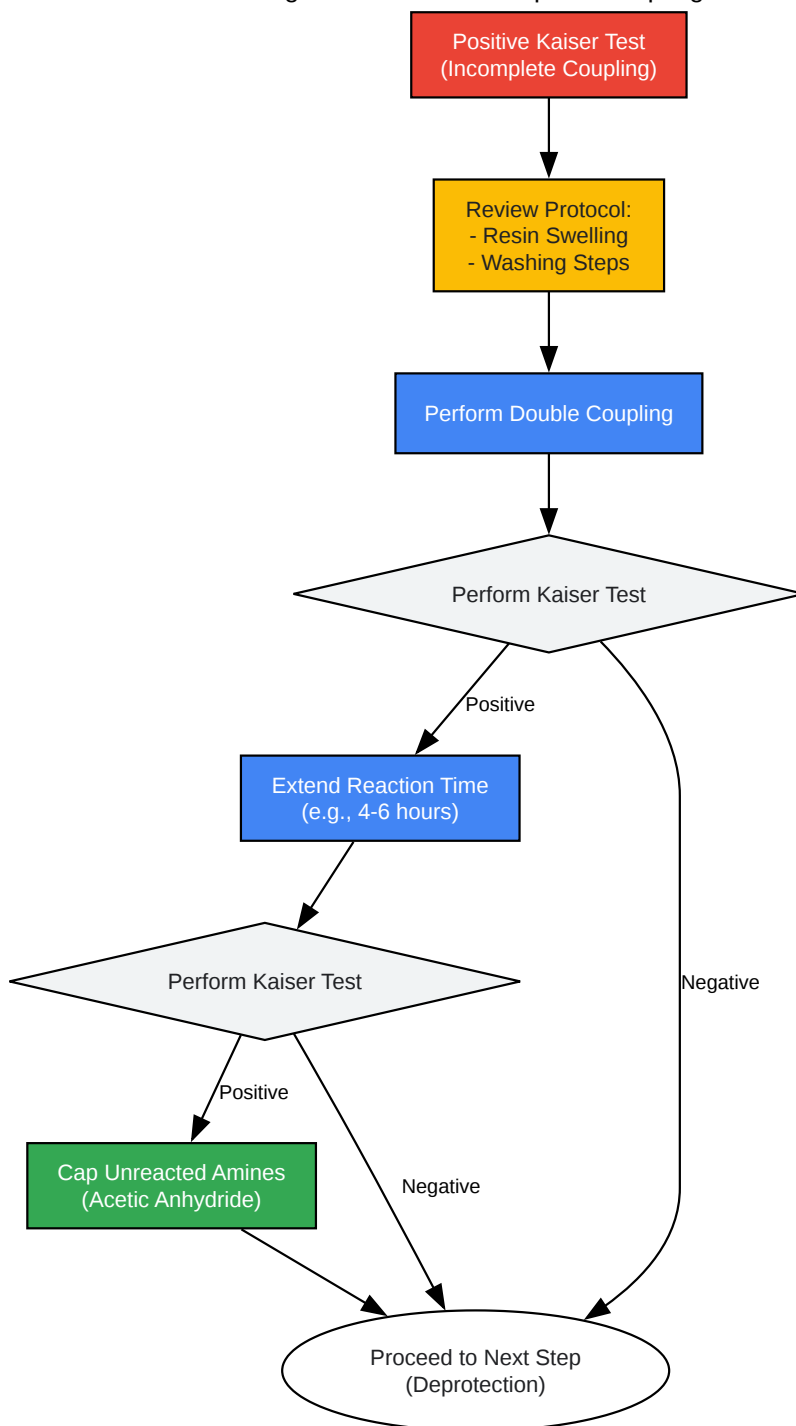 Positive Kaiser Test
(Incomplete Coupling)
Review Protocol:
- Resin Swelling
- Washing Steps
Perform Double Coupling
Perform Kaiser Test
Positive
Extend Reaction Time
(e.g., 4-6 hours)
Perform Kaiser Test
Negative
Positive
Cap Unreacted Amines
(Acetic Anhydride)
Negative
Proceed to Next Step
(Deprotection)